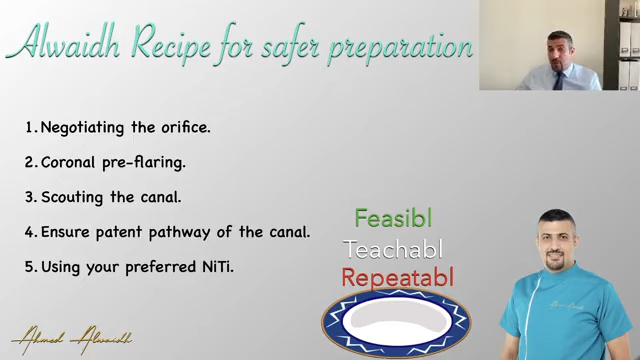 Alwaidh Recipe for safer preparation
1. Negotiating the orifice.
2. Coronal pre-flaring.
3. Scouting the canal.
4. Ensure patent pathway of the canal.
5. Using your preferred NiTi.
Feasibl
Teachabl
Repeatabl
Ahmed Alwaidh